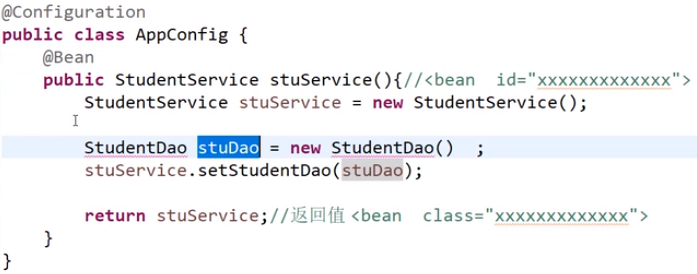 @Configuration
public class AppConfig {
@Bean
public StudentService stuService(){//<bean id="xxxxxxxxxxxxx">
StudentService stuService = new StudentService();
StudentDao stuDao = new StudentDao() ;
stuService.setStudentDao(stuDao);
return stuService;//返回值 <bean class="xxxxxxxxxxxxx">
}
}